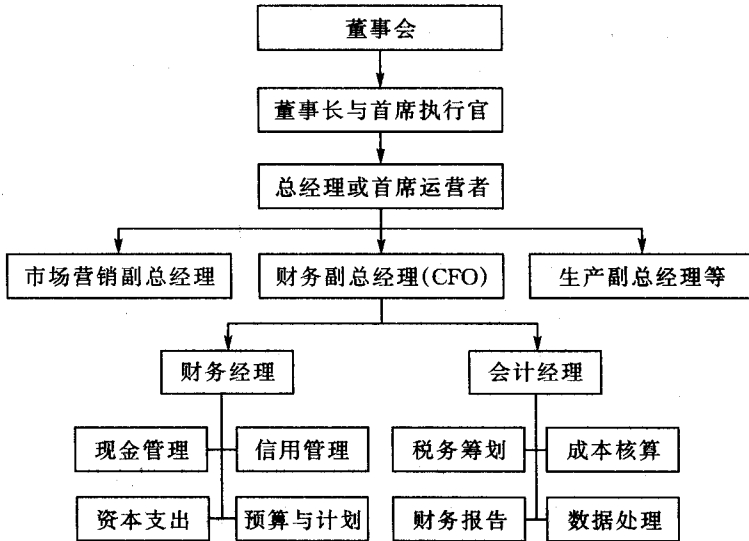 董事会
董事长与首席执行官
总经理或首席运营者
市场营销副总经理
财务副总经理(CFO)
生产副总经理等
财务经理
会计经理
现金管理
信用管理
税务筹划
成本核算
资本支出
预算与计划
财务报告
数据处理